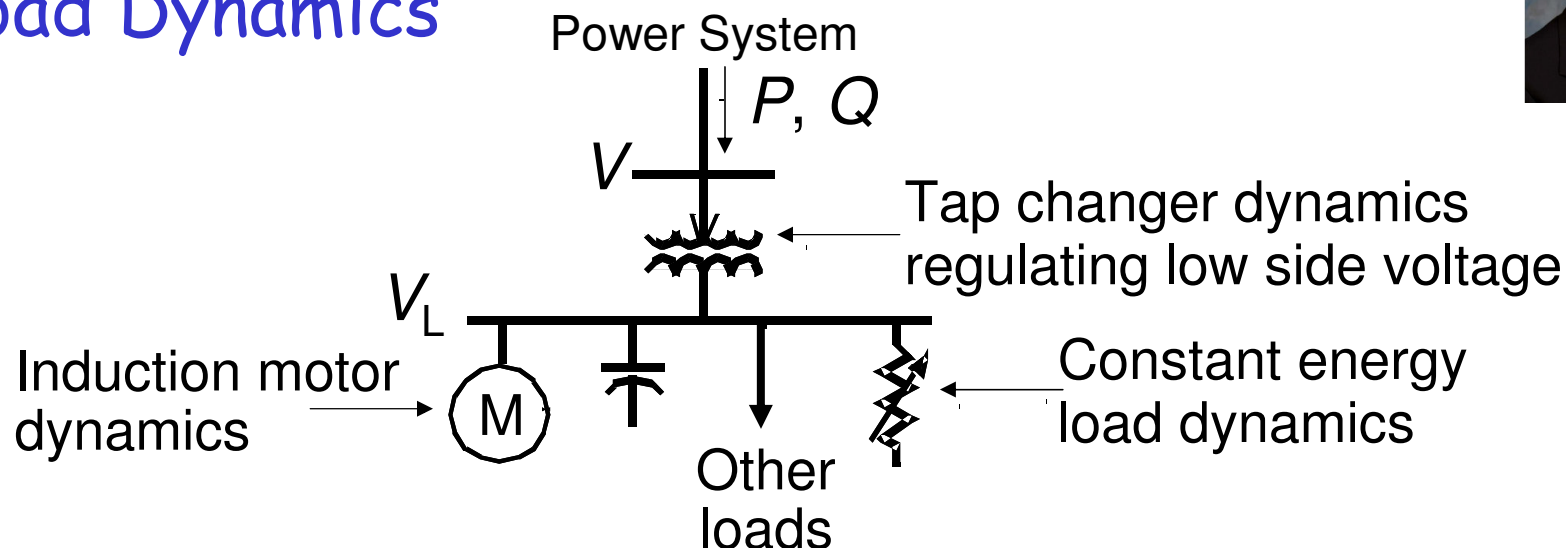 oad Dynamics
Power System
P, Q
V
Tap changer dynamics
regulating low side voltage
V_L
Induction motor
dynamics
M
Constant energy
load dynamics
Other
loads